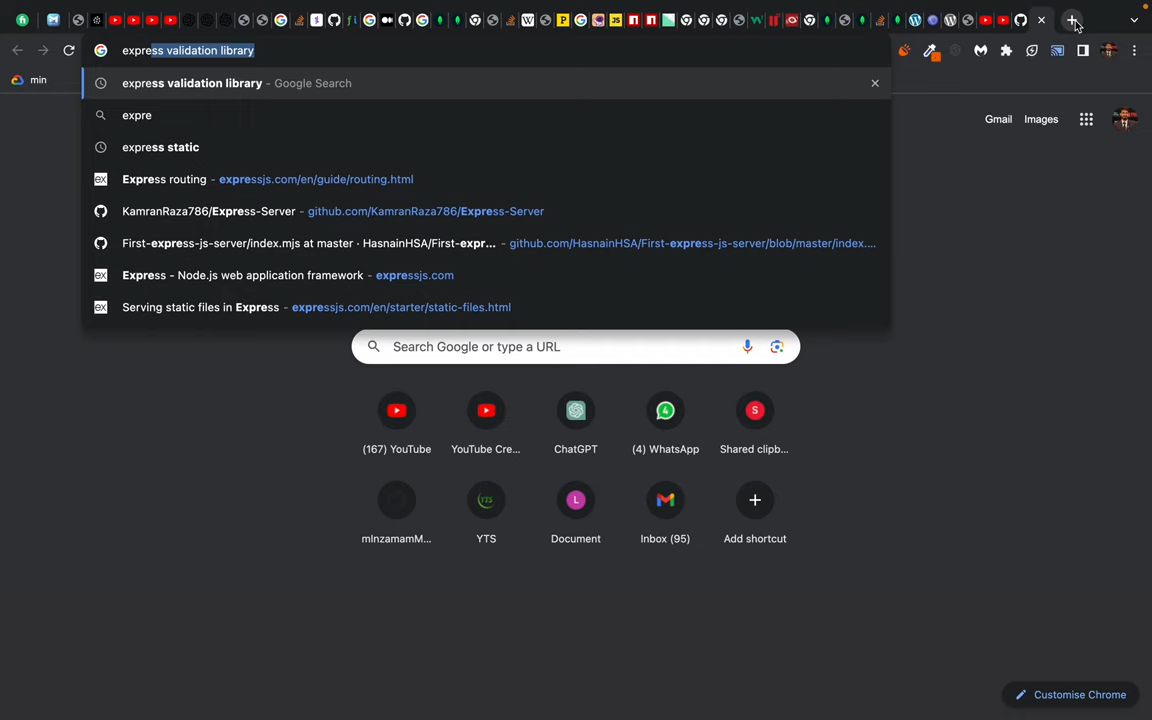 express validation library
min
express validation library - Google Search
expre
express static
Express routing - expressjs.com/en/guide/routing.html
KamranRaza786/Express-Server - github.com/KamranRaza786/Express-Server
First-express-js-server/index.mjs at master · HasnainHSA/First-expr... - github.com/HasnainHSA/First-express-js-server/blob/master/index....
Express - Node.js web application framework - expressjs.com
Serving static files in Express - expressjs.com/en/starter/static-files.html
Gmail Images
Search Google or type a URL
(167) YouTube YouTube Cre... ChatGPT (4) WhatsApp Shared clipb...
mInzamamM... YTS Document Inbox (95) Add shortcut
Customise Chrome